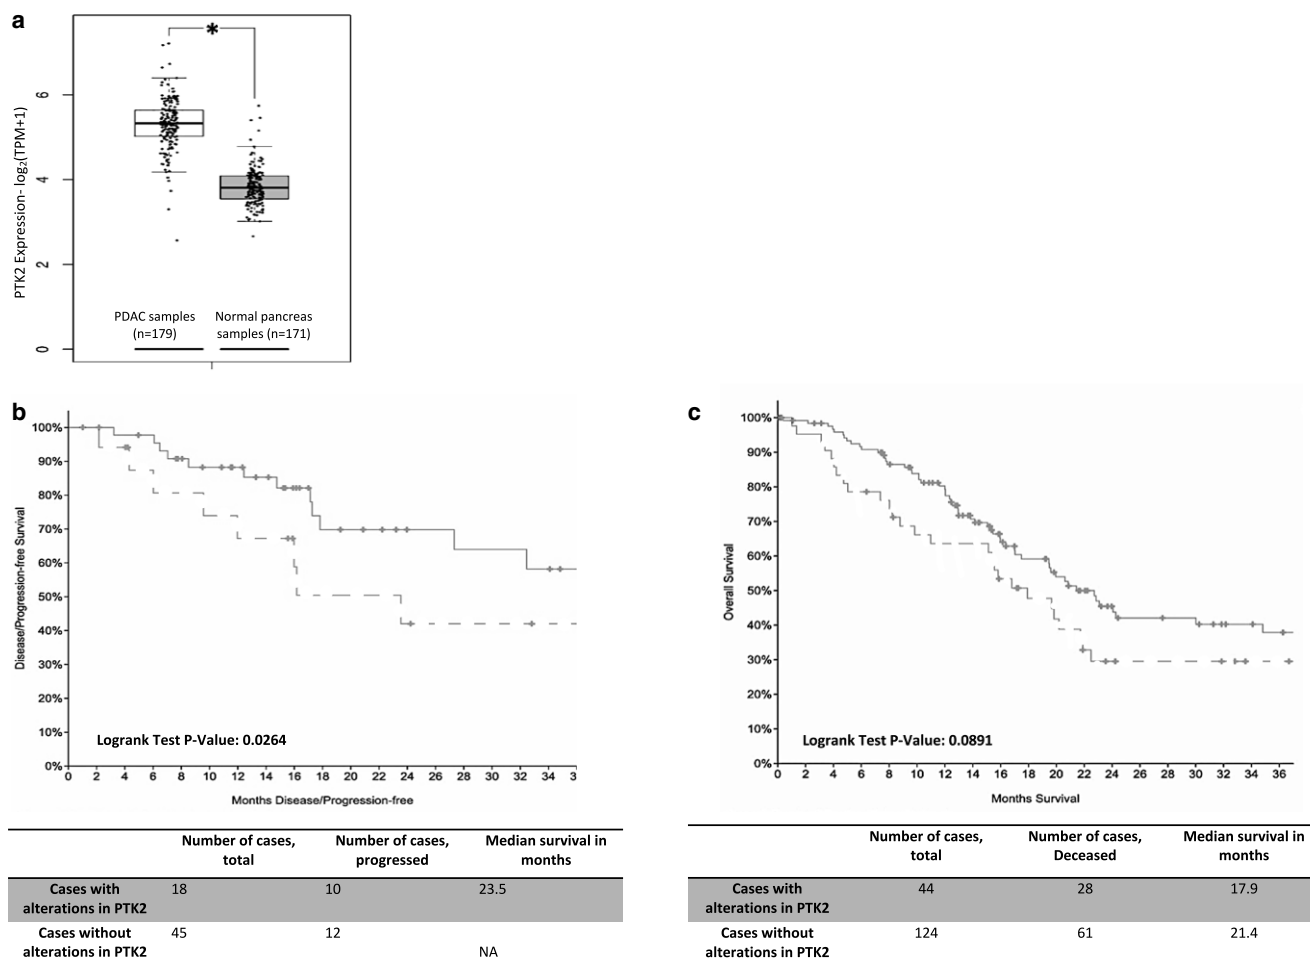 a
*
PTK2 Expression- log₂(TPM+1)
6
4
2
0
PDAC samples
(n=179)
Normal pancreas
samples (n=171)
b
Disease/Progression-free Survival
100%
90%
80%
70%
60%
50%
40%
30%
20%
10%
0%
Logrank Test P-Value: 0.0264
0 2 4 6 8 10 12 14 16 18 20 22 24 26 28 30 32 34 3
Months Disease/Progression-free
Number of cases, total
Number of cases, progressed
Median survival in months
Cases with alterations in PTK2 18 10 23.5
Cases without alterations in PTK2 45 12 NA
c
Overall Survival
100%
90%
80%
70%
60%
50%
40%
30%
20%
10%
0%
Logrank Test P-Value: 0.0891
0 2 4 6 8 10 12 14 16 18 20 22 24 26 28 30 32 34 36
Months Survival
Number of cases, total
Number of cases, Deceased
Median survival in months
Cases with alterations in PTK2 44 28 17.9
Cases without alterations in PTK2 124 61 21.4